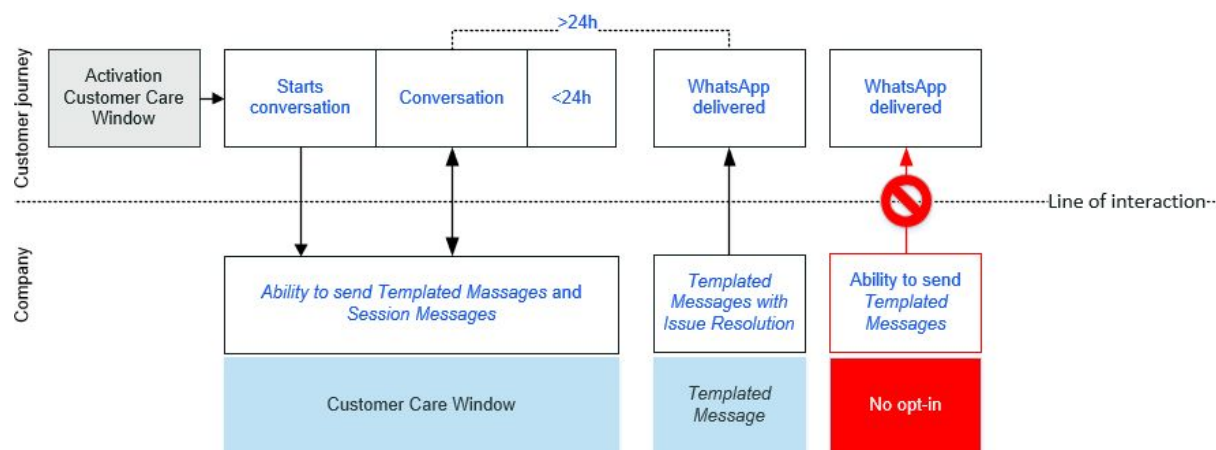 >24h
Customer journey
Activation
Customer Care
Window
Starts
conversation
Conversation
<24h
WhatsApp
delivered
WhatsApp
delivered
Line of interaction
Company
Ability to send Templated Massages and
Session Messages
Templated
Messages with
Issue Resolution
Ability to send
Templated
Messages
Customer Care Window
Templated
Message
No opt-in